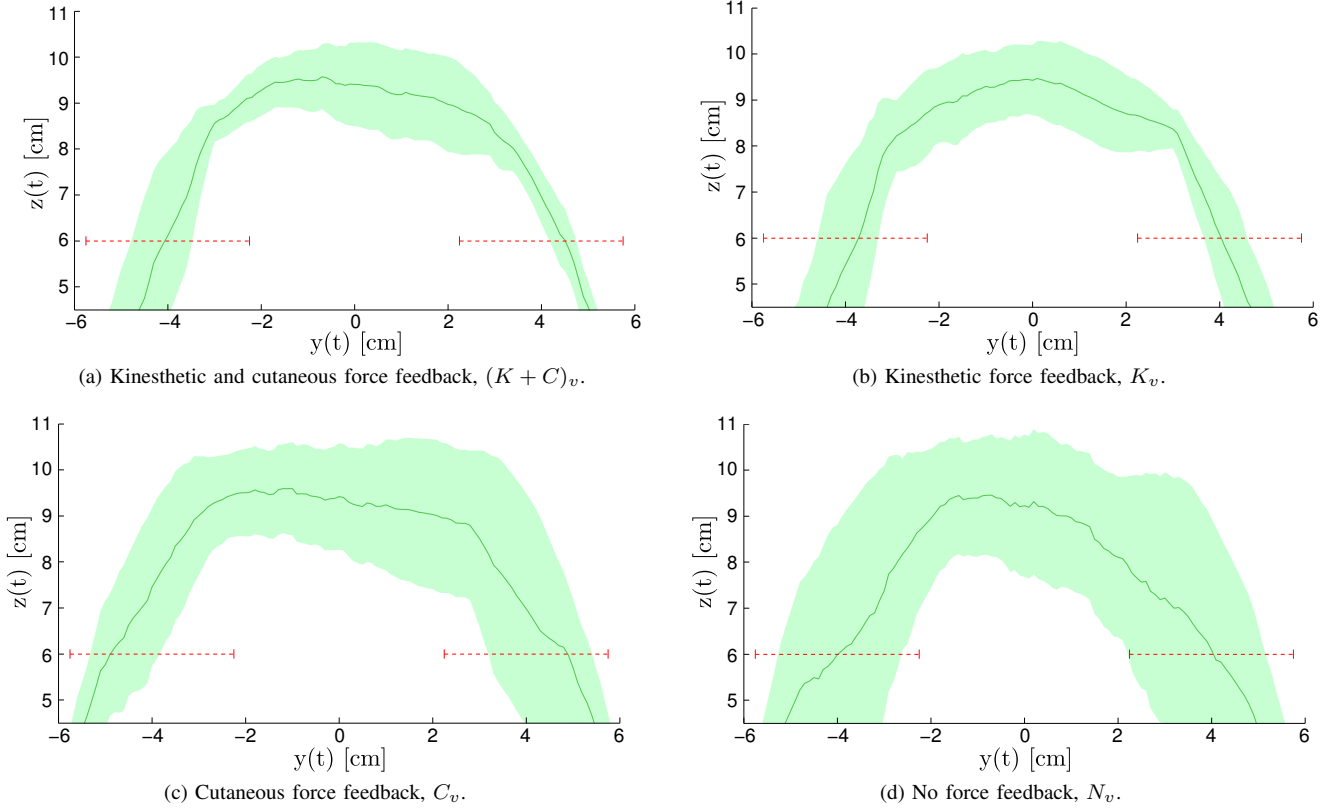 11
10
9
8
7
6
5
z(t) [cm]
−6 −4 −2 0 2 4 6
y(t) [cm]
(a) Kinesthetic and cutaneous force feedback, (K + C)v.
11
10
9
8
7
6
5
z(t) [cm]
−6 −4 −2 0 2 4 6
y(t) [cm]
(b) Kinesthetic force feedback, Kv.
11
10
9
8
7
6
5
z(t) [cm]
−6 −4 −2 0 2 4 6
y(t) [cm]
(c) Cutaneous force feedback, Cv.
11
10
9
8
7
6
5
z(t) [cm]
−6 −4 −2 0 2 4 6
y(t) [cm]
(d) No force feedback, Nv.